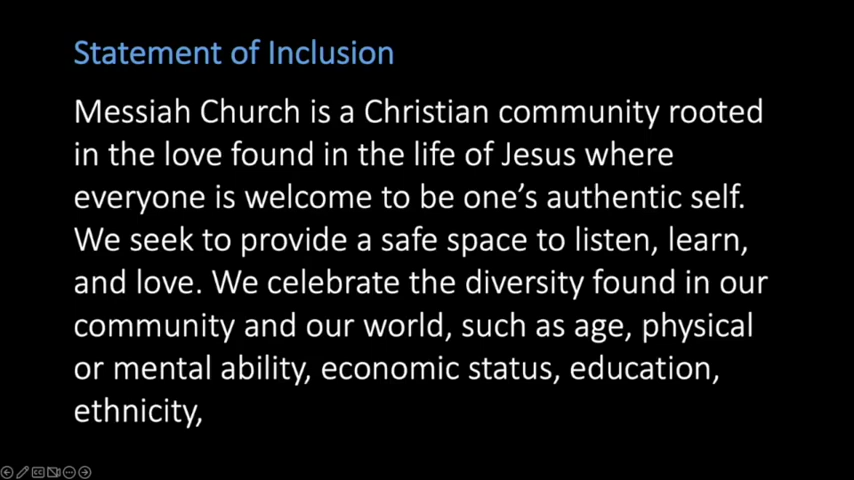 Statement of Inclusion
Messiah Church is a Christian community rooted
in the love found in the life of Jesus where
everyone is welcome to be one’s authentic self.
We seek to provide a safe space to listen, learn,
and love. We celebrate the diversity found in our
community and our world, such as age, physical
or mental ability, economic status, education,
ethnicity,